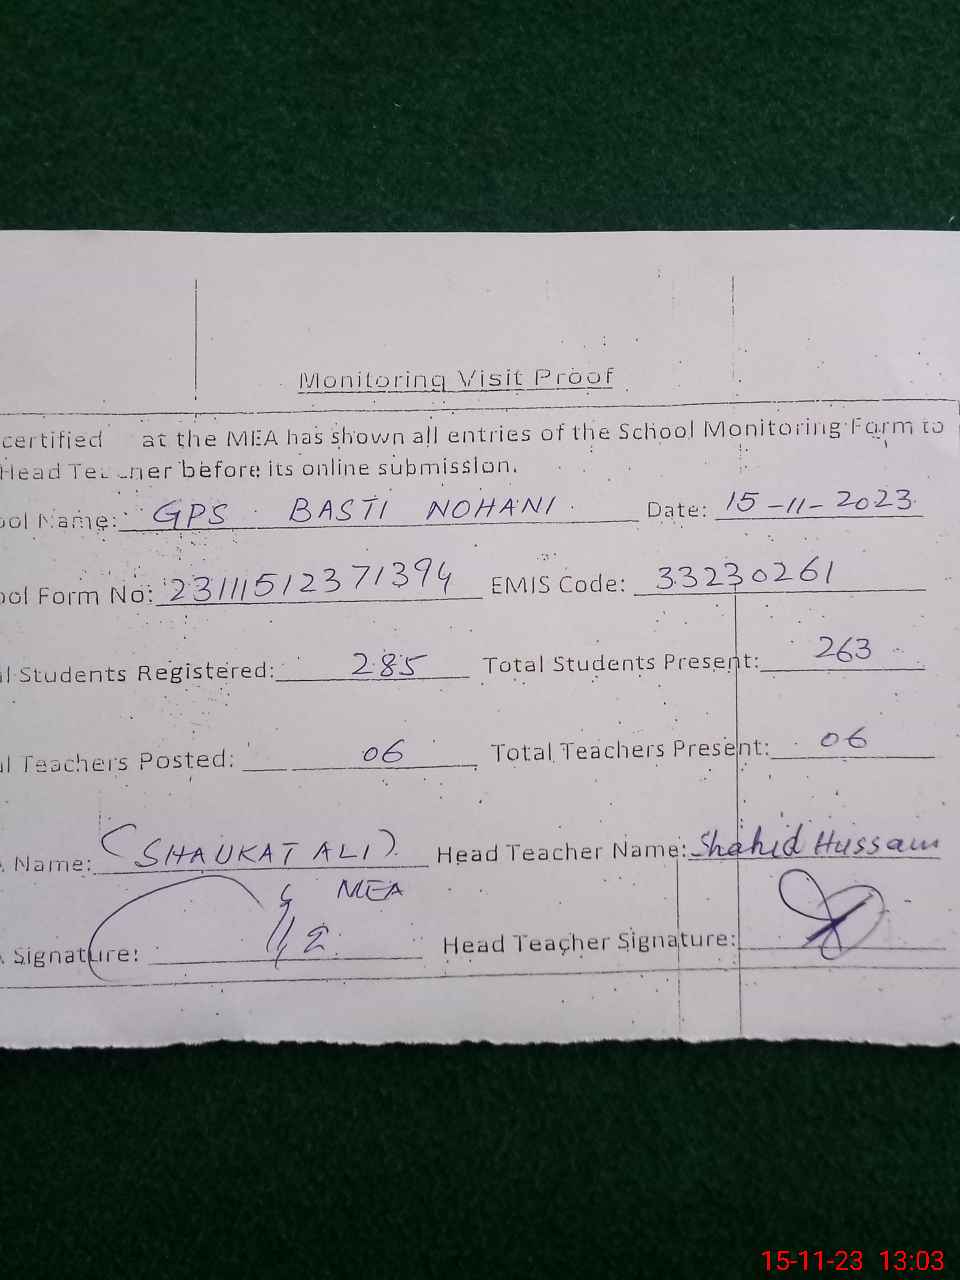 Monitoring Visit Proof
certified at the MEA has shown all entries of the School Monitoring Form to
Head before its online submission.
ool Name: GPS BASTI NOHANI Date: 15-11-2023
ool Form No: 23111512371394 EMIS Code: 33230261
l Students Registered: 285 Total Students Present: 263
l Teachers Posted: 06 Total Teachers Present: 06
Name: (SHAUKAT ALI) Head Teacher Name: Shahid Hussain
MEA
Signature: Head Teacher Signature:
15-11-23 13:03